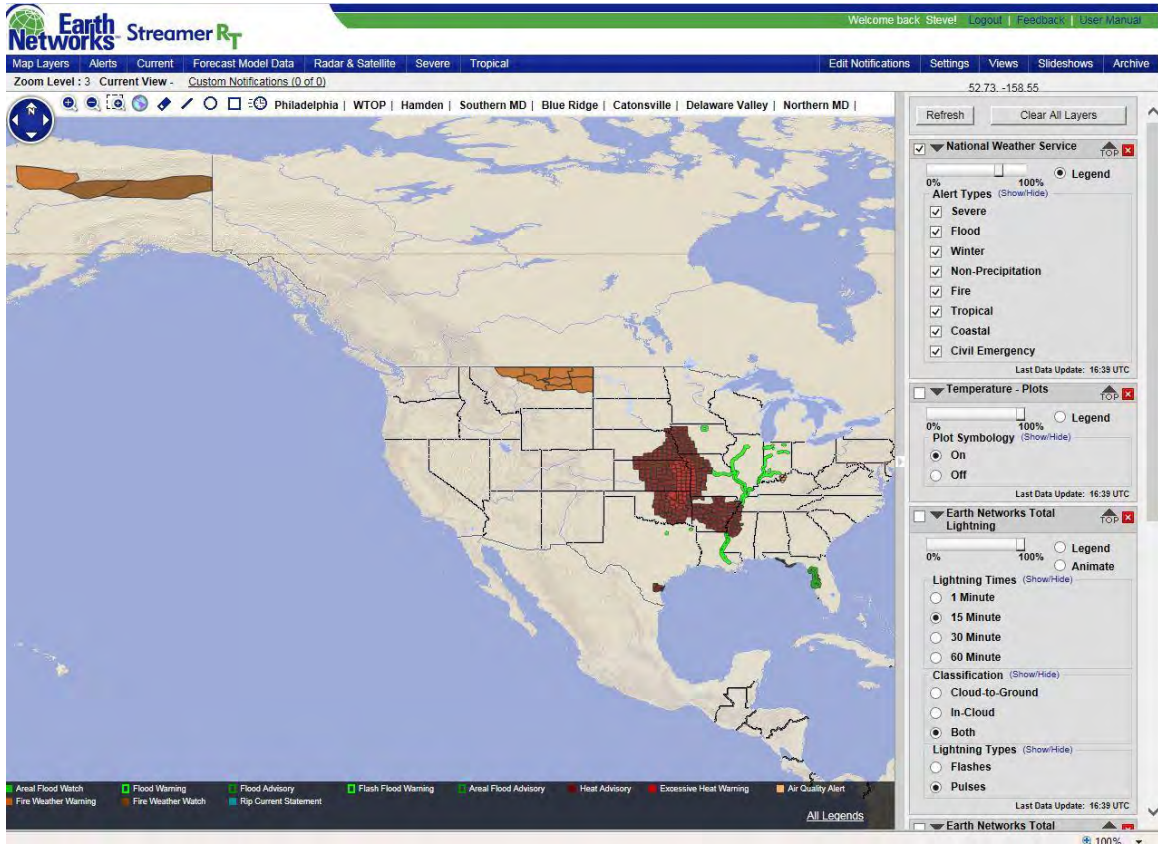 Earth Networks Streamer RT
Welcome back Steve! Logout | Feedback | User Manual
Map Layers Alerts Current Forecast Model Data Radar & Satellite Severe Tropical Edit Notifications Settings Views Slideshows Archive
Zoom Level : 3 Current View - Custom Notifications (0 of 0)
52.73, -158.55
N
Philadelphia | WTOP | Hamden | Southern MD | Blue Ridge | Catonsville | Delaware Valley | Northern MD |
Refresh Clear All Layers
National Weather Service TOP
0% 100% Legend
Alert Types (Show/Hide)
Severe
Flood
Winter
Non-Precipitation
Fire
Tropical
Coastal
Civil Emergency
Last Data Update: 16:39 UTC
Temperature - Plots TOP
0% 100% Legend
Plot Symbology (Show/Hide)
On
Off
Last Data Update: 16:39 UTC
Earth Networks Total TOP
Lightning
0% 100% Legend
Animate
Lightning Times (Show/Hide)
1 Minute
15 Minute
30 Minute
60 Minute
Classification (Show/Hide)
Cloud-to-Ground
In-Cloud
Both
Lightning Types (Show/Hide)
Flashes
Pulses
Last Data Update: 16:39 UTC
Earth Networks Total
Areal Flood Watch Flood Warning Flood Advisory Flash Flood Warning Areal Flood Advisory Heat Advisory Excessive Heat Warning Air Quality Alert
Fire Weather Warning Fire Weather Watch Rip Current Statement
All Legends
100%